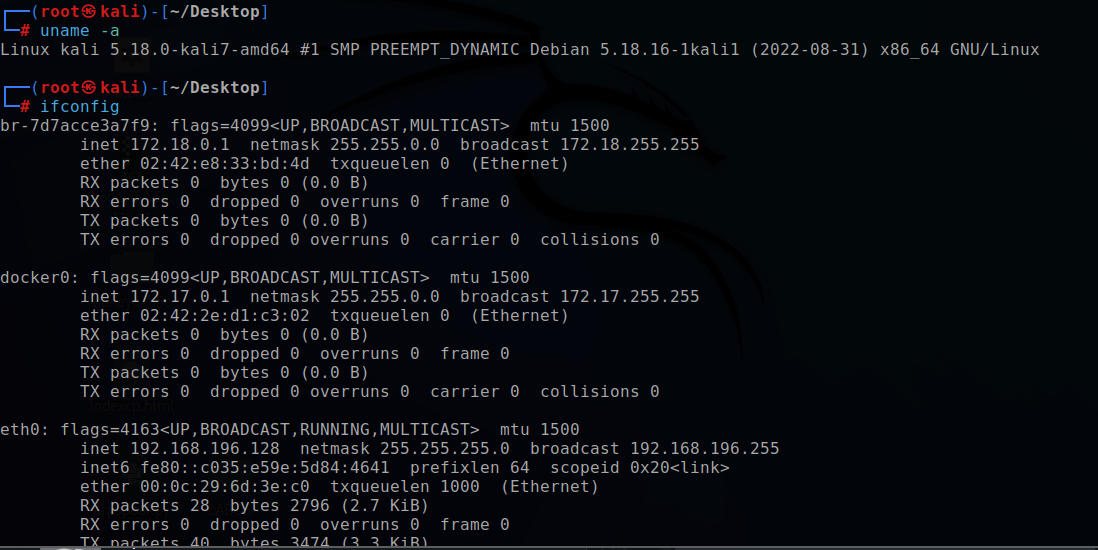 ┌──(root㉿kali)-[~/Desktop]
└─# uname -a
Linux kali 5.18.0-kali7-amd64 #1 SMP PREEMPT_DYNAMIC Debian 5.18.16-1kali1 (2022-08-31) x86_64 GNU/Linux
┌──(root㉿kali)-[~/Desktop]
└─# ifconfig
br-7d7acce3a7f9: flags=4099<UP,BROADCAST,MULTICAST>  mtu 1500
        inet 172.18.0.1  netmask 255.255.0.0  broadcast 172.18.255.255
        ether 02:42:e8:33:bd:4d  txqueuelen 0  (Ethernet)
        RX packets 0  bytes 0 (0.0 B)
        RX errors 0  dropped 0  overruns 0  frame 0
        TX packets 0  bytes 0 (0.0 B)
        TX errors 0  dropped 0 overruns 0  carrier 0  collisions 0
docker0: flags=4099<UP,BROADCAST,MULTICAST>  mtu 1500
        inet 172.17.0.1  netmask 255.255.0.0  broadcast 172.17.255.255
        ether 02:42:2e:d1:c3:02  txqueuelen 0  (Ethernet)
        RX packets 0  bytes 0 (0.0 B)
        RX errors 0  dropped 0  overruns 0  frame 0
        TX packets 0  bytes 0 (0.0 B)
        TX errors 0  dropped 0 overruns 0  carrier 0  collisions 0
eth0: flags=4163<UP,BROADCAST,RUNNING,MULTICAST>  mtu 1500
        inet 192.168.196.128  netmask 255.255.255.0  broadcast 192.168.196.255
        inet6 fe80::c035:e59e:5d84:4641  prefixlen 64  scopeid 0x20<link>
        ether 00:0c:29:6d:3e:c0  txqueuelen 1000  (Ethernet)
        RX packets 28  bytes 2796 (2.7 KiB)
        RX errors 0  dropped 0  overruns 0  frame 0
        TX packets 40  bytes 3474 (3.3 KiB)